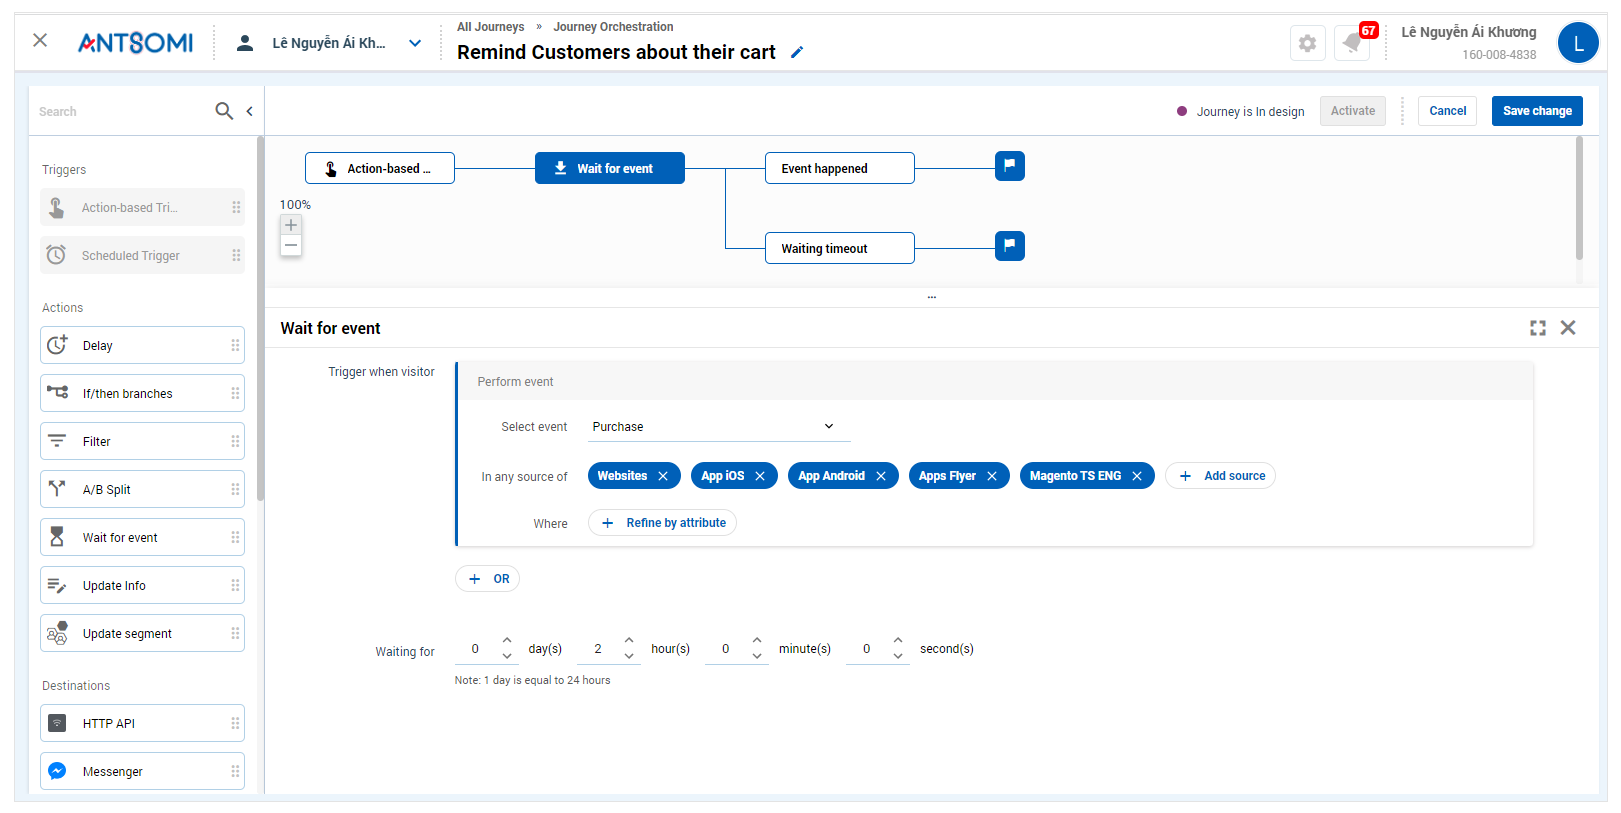 ANTSOMI
Lê Nguyễn Ái Kh...
All Journeys » Journey Orchestration
Remind Customers about their cart
67
Lê Nguyễn Ái Khương
160-008-4838
L
Search
Journey is In design
Activate
Cancel
Save change
Triggers
Action-based Tri...
Scheduled Trigger
Actions
Delay
If/then branches
Filter
A/B Split
Wait for event
Update Info
Update segment
Destinations
HTTP API
Messenger
Action-based ...
Wait for event
Event happened
Waiting timeout
100%
Wait for event
Trigger when visitor
Perform event
Select event
Purchase
In any source of
Websites
App iOS
App Android
Apps Flyer
Magento TS ENG
+ Add source
Where
+ Refine by attribute
+ OR
Waiting for
0 day(s) 2 hour(s) 0 minute(s) 0 second(s)
Note: 1 day is equal to 24 hours